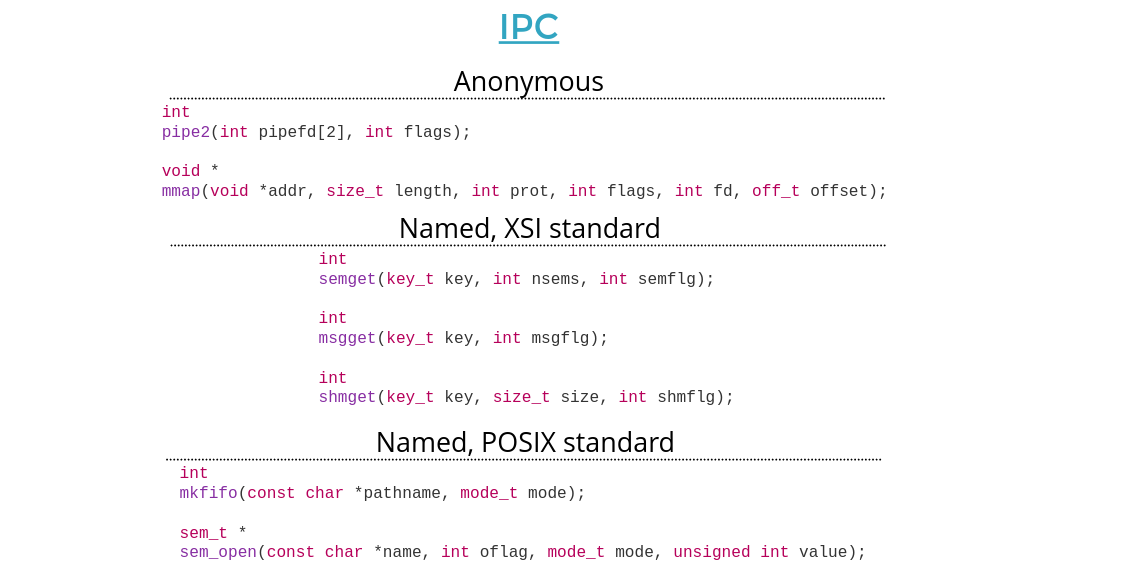 IPC
Anonymous
int
pipe2(int pipefd[2], int flags);
void *
mmap(void *addr, size_t length, int prot, int flags, int fd, off_t offset);
Named, XSI standard
int
semget(key_t key, int nsems, int semflg);
int
msgget(key_t key, int msgflg);
int
shmget(key_t key, size_t size, int shmflg);
Named, POSIX standard
int
mkfifo(const char *pathname, mode_t mode);
sem_t *
sem_open(const char *name, int oflag, mode_t mode, unsigned int value);